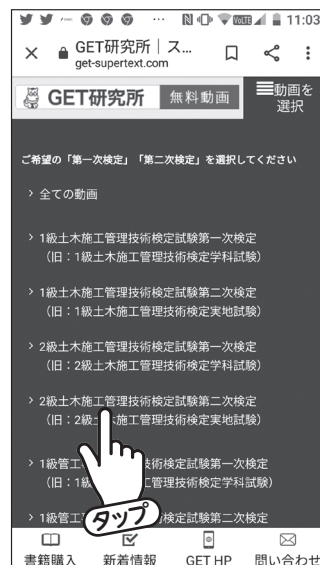 11:03
GET研究所｜ス...
get-supertext.com
GET研究所 無料動画
動画を
選択
ご希望の「第一次検定」「第二次検定」を選択してください
全ての動画
1級土木施工管理技術検定試験第一次検定
（旧：1級土木施工管理技術検定学科試験）
1級土木施工管理技術検定試験第二次検定
（旧：1級土木施工管理技術検定実地試験）
2級土木施工管理技術検定試験第一次検定
（旧：2級土木施工管理技術検定学科試験）
2級土木施工管理技術検定試験第二次検定
（旧：2級土木施工管理技術検定実地試験）
1級管工 技術検定試験第一次検定
（旧：1級 工管理技術検定学科試験）
1級管工 検定試験第二次検定
タップ
書籍購入 新着情報 GET HP 問い合わせ